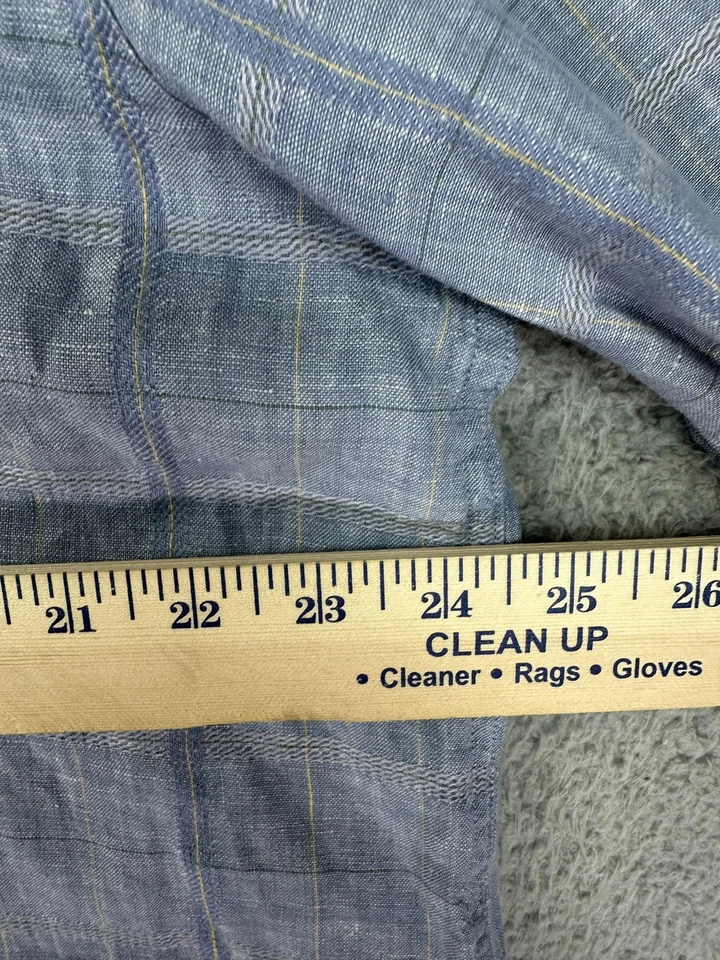 21 22 23 24 25 26
CLEAN UP
• Cleaner • Rags • Gloves